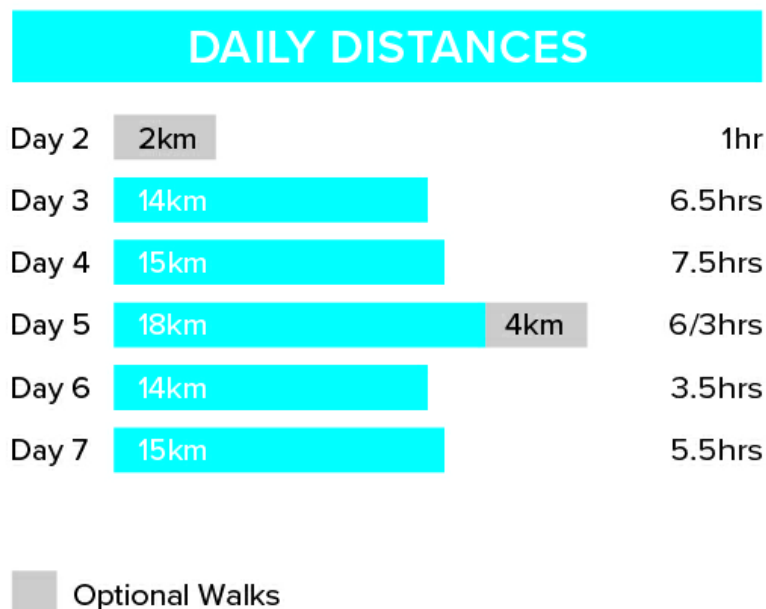 DAILY DISTANCES
Day 2 2km 1hr
Day 3 14km 6.5hrs
Day 4 15km 7.5hrs
Day 5 18km 4km 6/3hrs
Day 6 14km 3.5hrs
Day 7 15km 5.5hrs
Optional Walks